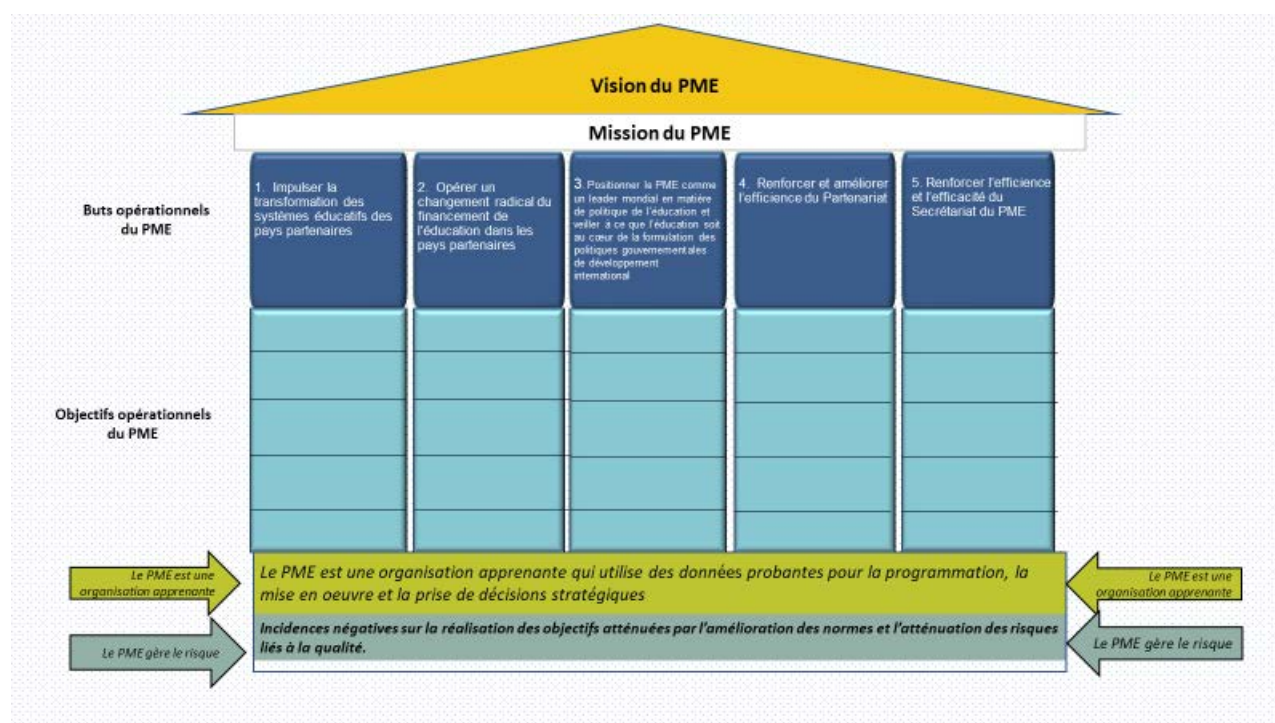 Vision du PME
Mission du PME
Buts opérationnels
du PME
1. Impulser la
transformation des
systèmes éducatifs des
pays partenaires
2. Opérer un
changement radical du
financement de
l'éducation dans les
pays partenaires
3. Positionner le PME comme
un leader mondial en matière
de politique de l'éducation et
veiller à ce que l'éducation soit
au cœur de la formulation des
politiques gouvernementales
de développement
international
4. Renforcer et améliorer
l'efficience du Partenariat
5. Renforcer l'efficience
et l'efficacité du
Secrétariat du PME
Objectifs opérationnels
du PME
Le PME est une
organisation apprenante
Le PME est une organisation apprenante qui utilise des données probantes pour la programmation, la
mise en oeuvre et la prise de décisions stratégiques
Le PME est une
organisation apprenante
Le PME gère le risque
Incidences négatives sur la réalisation des objectifs atténuées par l'amélioration des normes et l'atténuation des risques
liés à la qualité.
Le PME gère le risque